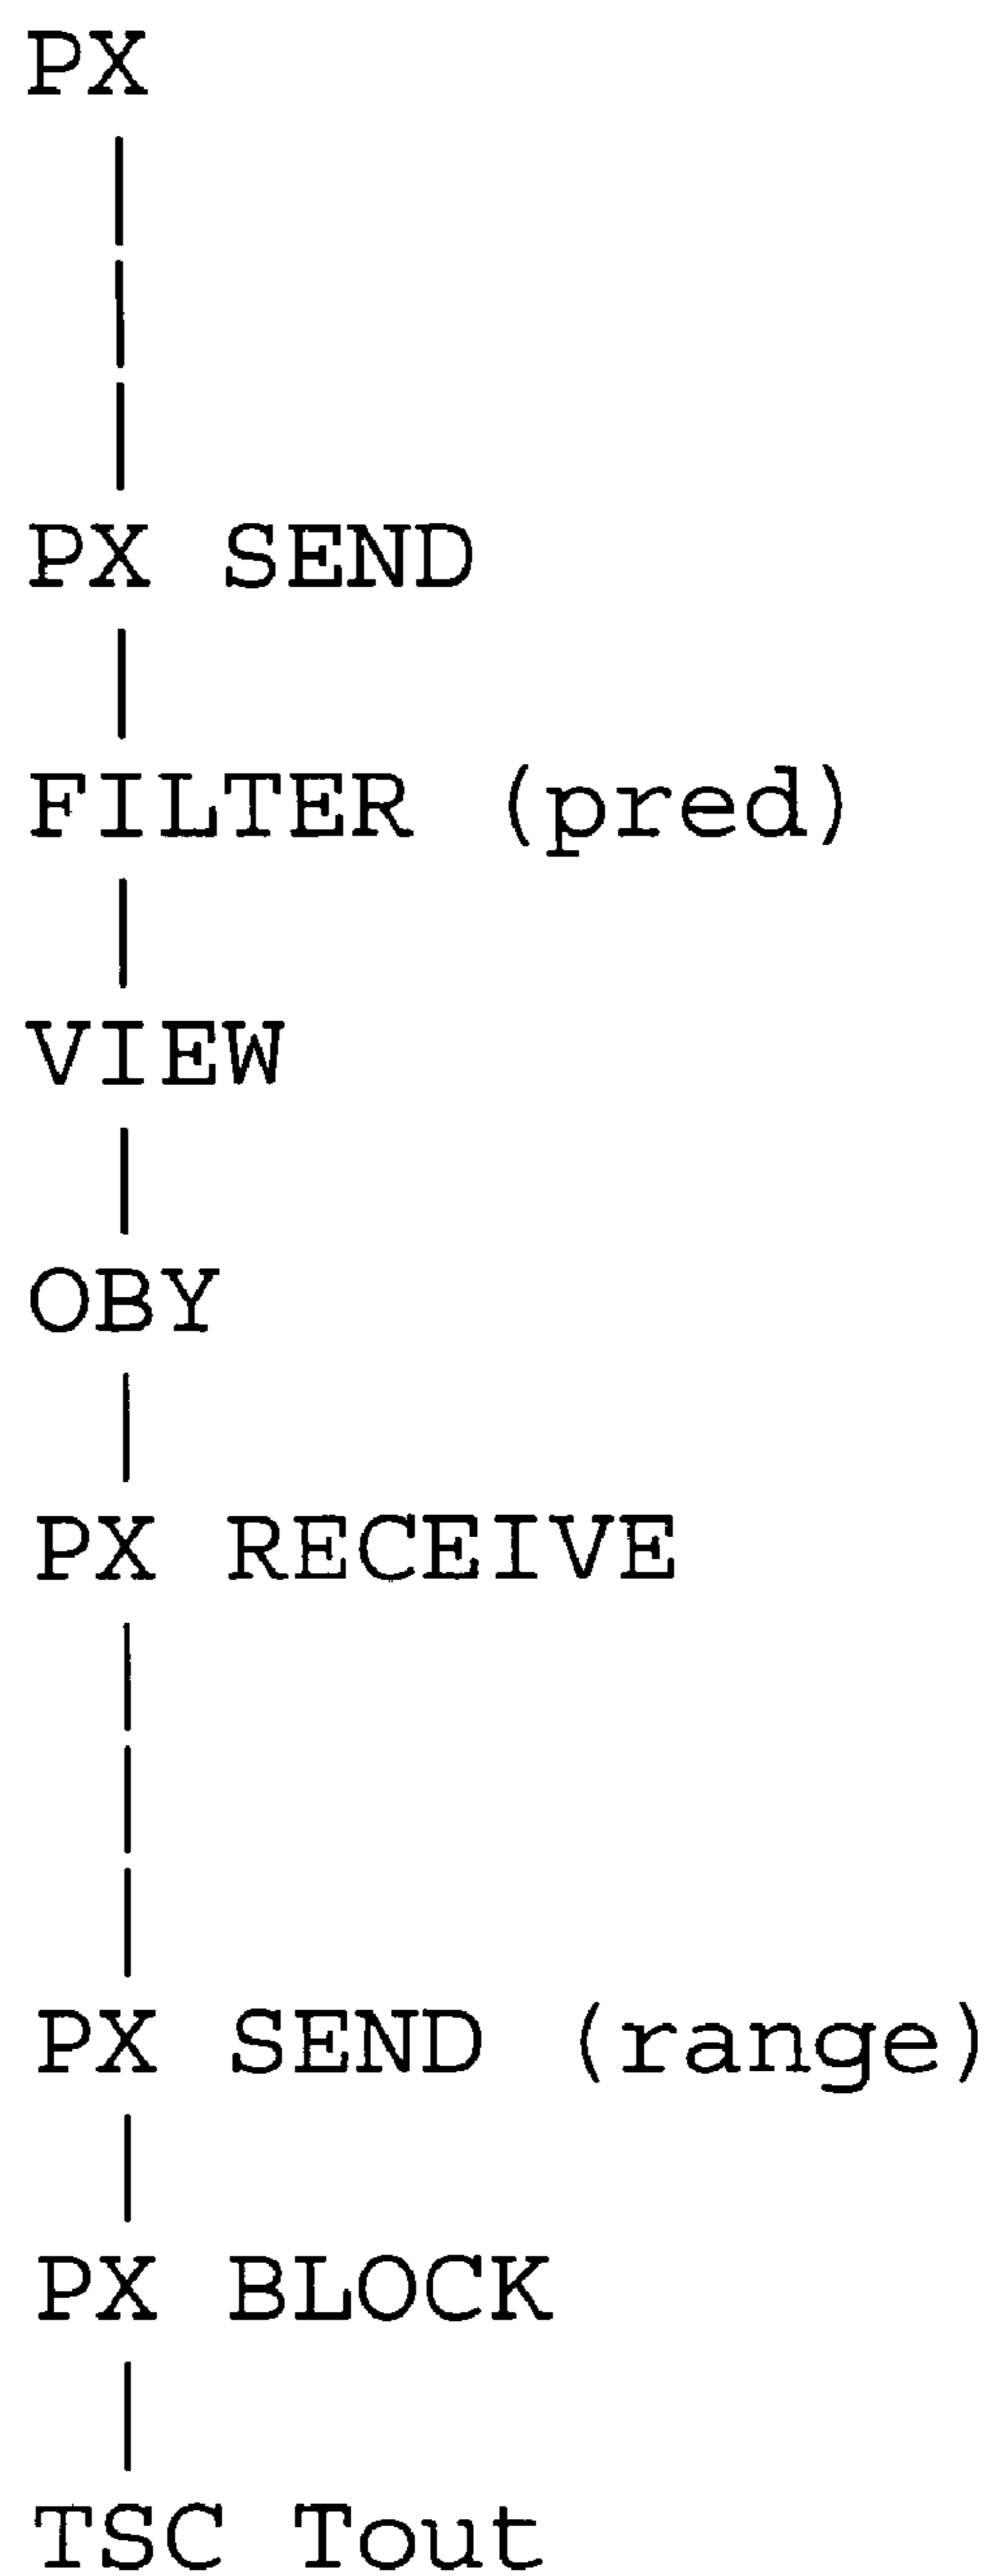 PX
PX SEND
FILTER (pred)
VIEW
OBY
PX RECEIVE
PX SEND (range)
PX BLOCK
TSC Tout